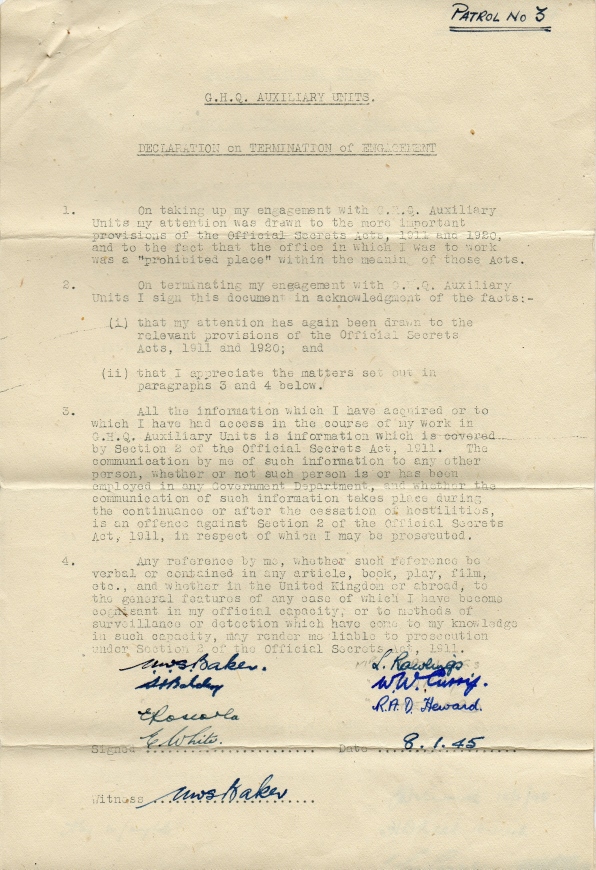 PATROL No 3
G.H.Q. AUXILIARY UNITS.
DECLARATION on TERMINATION of ENGAGEMENT
1. On taking up my engagement with G.H.Q. Auxiliary
Units my attention was drawn to the more important
provisions of the Official Secrets Acts, 1911 and 1920,
and to the fact that the office in which I was to work
was a "prohibited place" within the meaning of those Acts.
2. On terminating my engagement with G.H.Q. Auxiliary
Units I sign this document in acknowledgment of the facts:-
(i) that my attention has again been drawn to the
relevant provisions of the Official Secrets
Acts, 1911 and 1920; and
(ii) that I appreciate the matters set out in
paragraphs 3 and 4 below.
3. All the information which I have acquired or to
which I have had access in the course of my work in
G.H.Q. Auxiliary Units is information which is covered
by Section 2 of the Official Secrets Act, 1911. The
communication by me of such information to any other
person, whether or not such person is or has been
employed in any Government Department, and whether the
communication of such information takes place during
the continuance or after the cessation of hostilities,
is an offence against Section 2 of the Official Secrets
Act, 1911, in respect of which I may be prosecuted.
4. Any reference by me, whether such reference be
verbal or contained in any article, book, play, film,
etc., and whether in the United Kingdom or abroad, to
the general features of any case of which I have become
cognisant in my official capacity, or to methods of
surveillance or detection which have come to my knowledge
in such capacity, may render me liable to prosecution
under Section 2 of the Official Secrets Act, 1911.
Baker. L. Rawlings
W.W.
E Roscorla R.A.D. Heward.
E. White.
Signed Date 8.1.45
Witness Baker